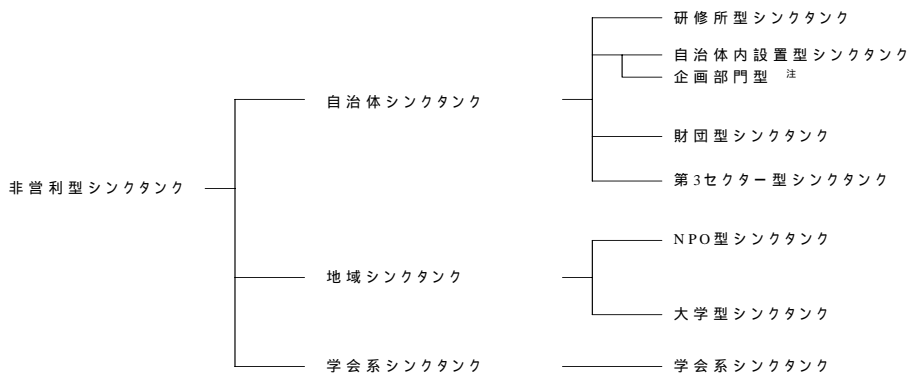 研修所型シンクタンク
自治体内設置型シンクタンク
企画部門型 注
自治体シンクタンク
財団型シンクタンク
第3セクター型シンクタンク
非営利型シンクタンク
NPO型シンクタンク
地域シンクタンク
大学型シンクタンク
学会系シンクタンク
学会系シンクタンク